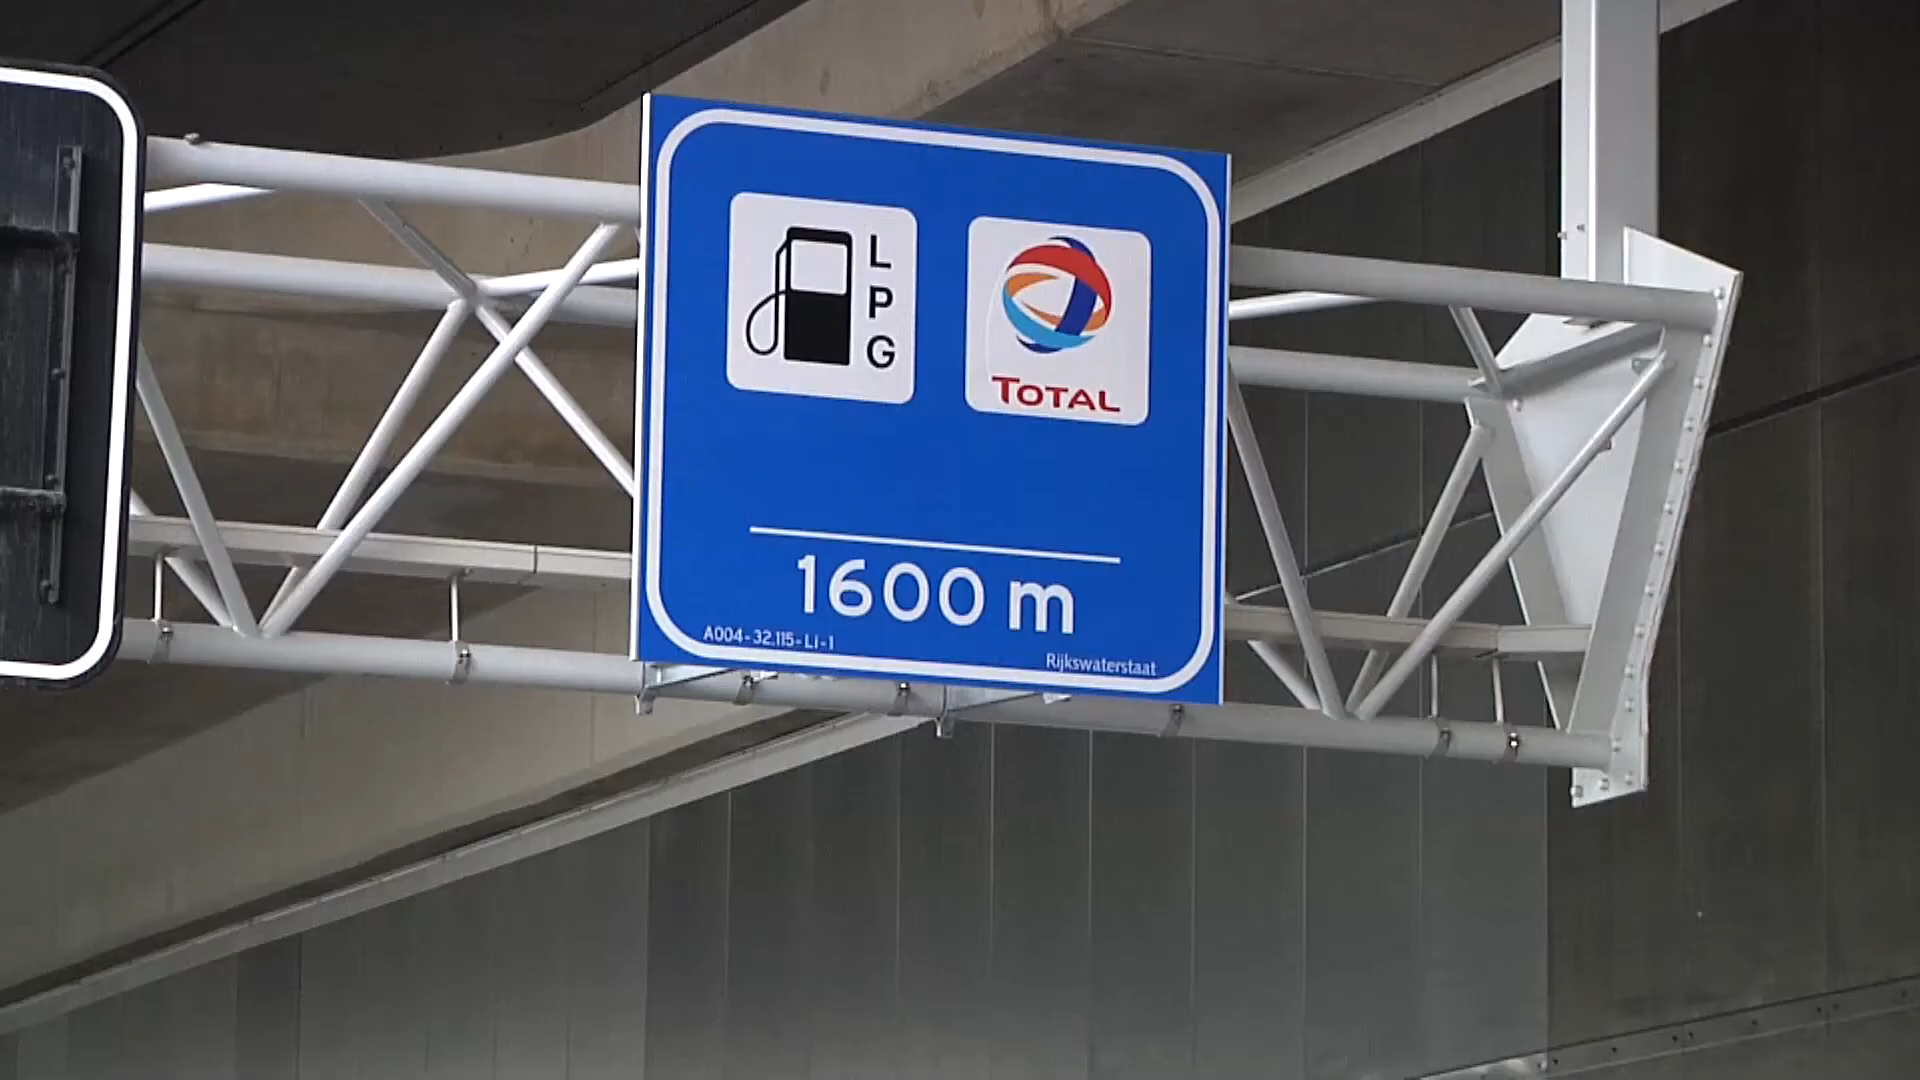 L
P
G
TOTAL
1600 m
A004-32.115-Li-1
Rijkswaterstaat